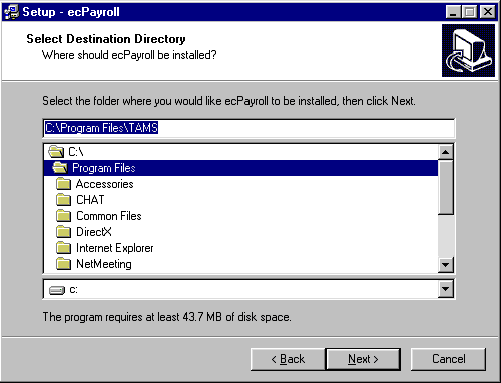 Setup - ecPayroll
Select Destination Directory
Where should ecPayroll be installed?
Select the folder where you would like ecPayroll to be installed, then click Next.
C:\Program Files\TAMS
C:\
Program Files
Accessories
CHAT
Common Files
DirectX
Internet Explorer
NetMeeting
c:
The program requires at least 43.7 MB of disk space.
< Back Next > Cancel